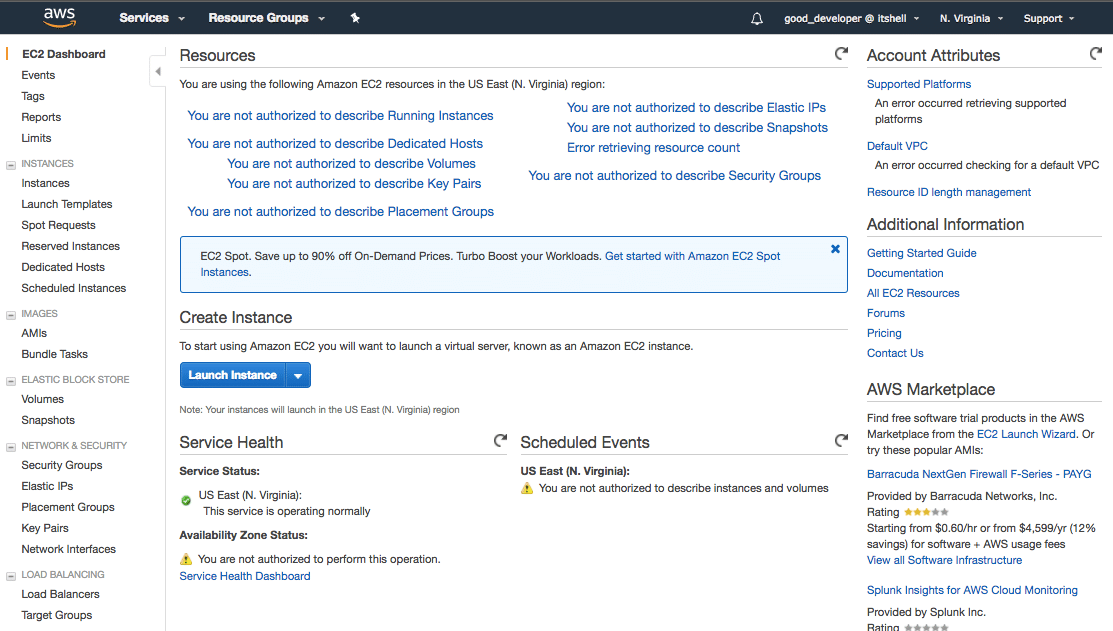 aws
Services
Resource Groups
good_developer @ itshell
N. Virginia
Support
EC2 Dashboard
Events
Tags
Reports
Limits
INSTANCES
Instances
Launch Templates
Spot Requests
Reserved Instances
Dedicated Hosts
Scheduled Instances
IMAGES
AMIs
Bundle Tasks
ELASTIC BLOCK STORE
Volumes
Snapshots
NETWORK & SECURITY
Security Groups
Elastic IPs
Placement Groups
Key Pairs
Network Interfaces
LOAD BALANCING
Load Balancers
Target Groups
Resources
You are using the following Amazon EC2 resources in the US East (N. Virginia) region:
You are not authorized to describe Running Instances
You are not authorized to describe Dedicated Hosts
You are not authorized to describe Volumes
You are not authorized to describe Key Pairs
You are not authorized to describe Placement Groups
You are not authorized to describe Elastic IPs
You are not authorized to describe Snapshots
Error retrieving resource count
You are not authorized to describe Security Groups
EC2 Spot. Save up to 90% off On-Demand Prices. Turbo Boost your Workloads. Get started with Amazon EC2 Spot
Instances.
Create Instance
To start using Amazon EC2 you will want to launch a virtual server, known as an Amazon EC2 instance.
Launch Instance
Note: Your instances will launch in the US East (N. Virginia) region
Service Health
Service Status:
US East (N. Virginia):
This service is operating normally
Availability Zone Status:
You are not authorized to perform this operation.
Service Health Dashboard
Scheduled Events
US East (N. Virginia):
You are not authorized to describe instances and volumes
Account Attributes
Supported Platforms
An error occurred retrieving supported
platforms
Default VPC
An error occurred checking for a default VPC
Resource ID length management
Additional Information
Getting Started Guide
Documentation
All EC2 Resources
Forums
Pricing
Contact Us
AWS Marketplace
Find free software trial products in the AWS
Marketplace from the EC2 Launch Wizard. Or
try these popular AMIs:
Barracuda NextGen Firewall F-Series - PAYG
Provided by Barracuda Networks, Inc.
Rating
Starting from $0.60/hr or from $4,599/yr (12%
savings) for software + AWS usage fees
View all Software Infrastructure
Splunk Insights for AWS Cloud Monitoring
Provided by Splunk Inc.
Rating